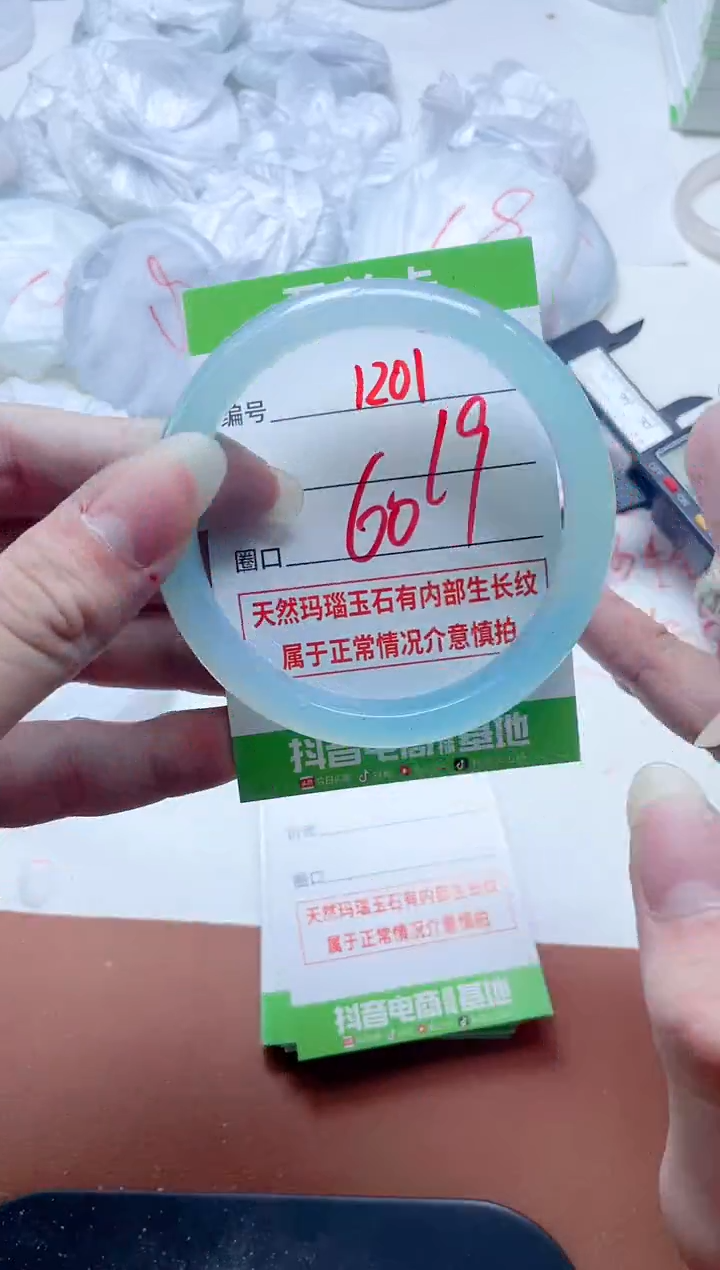 编号 1201
19
圈口 60
天然玛瑙玉石有内部生长纹
属于正常情况介意慎拍
抖音电商 基地
圈口
天然玛瑙玉石有内部生长纹
属于正常情况介意慎拍
抖音电商 基地